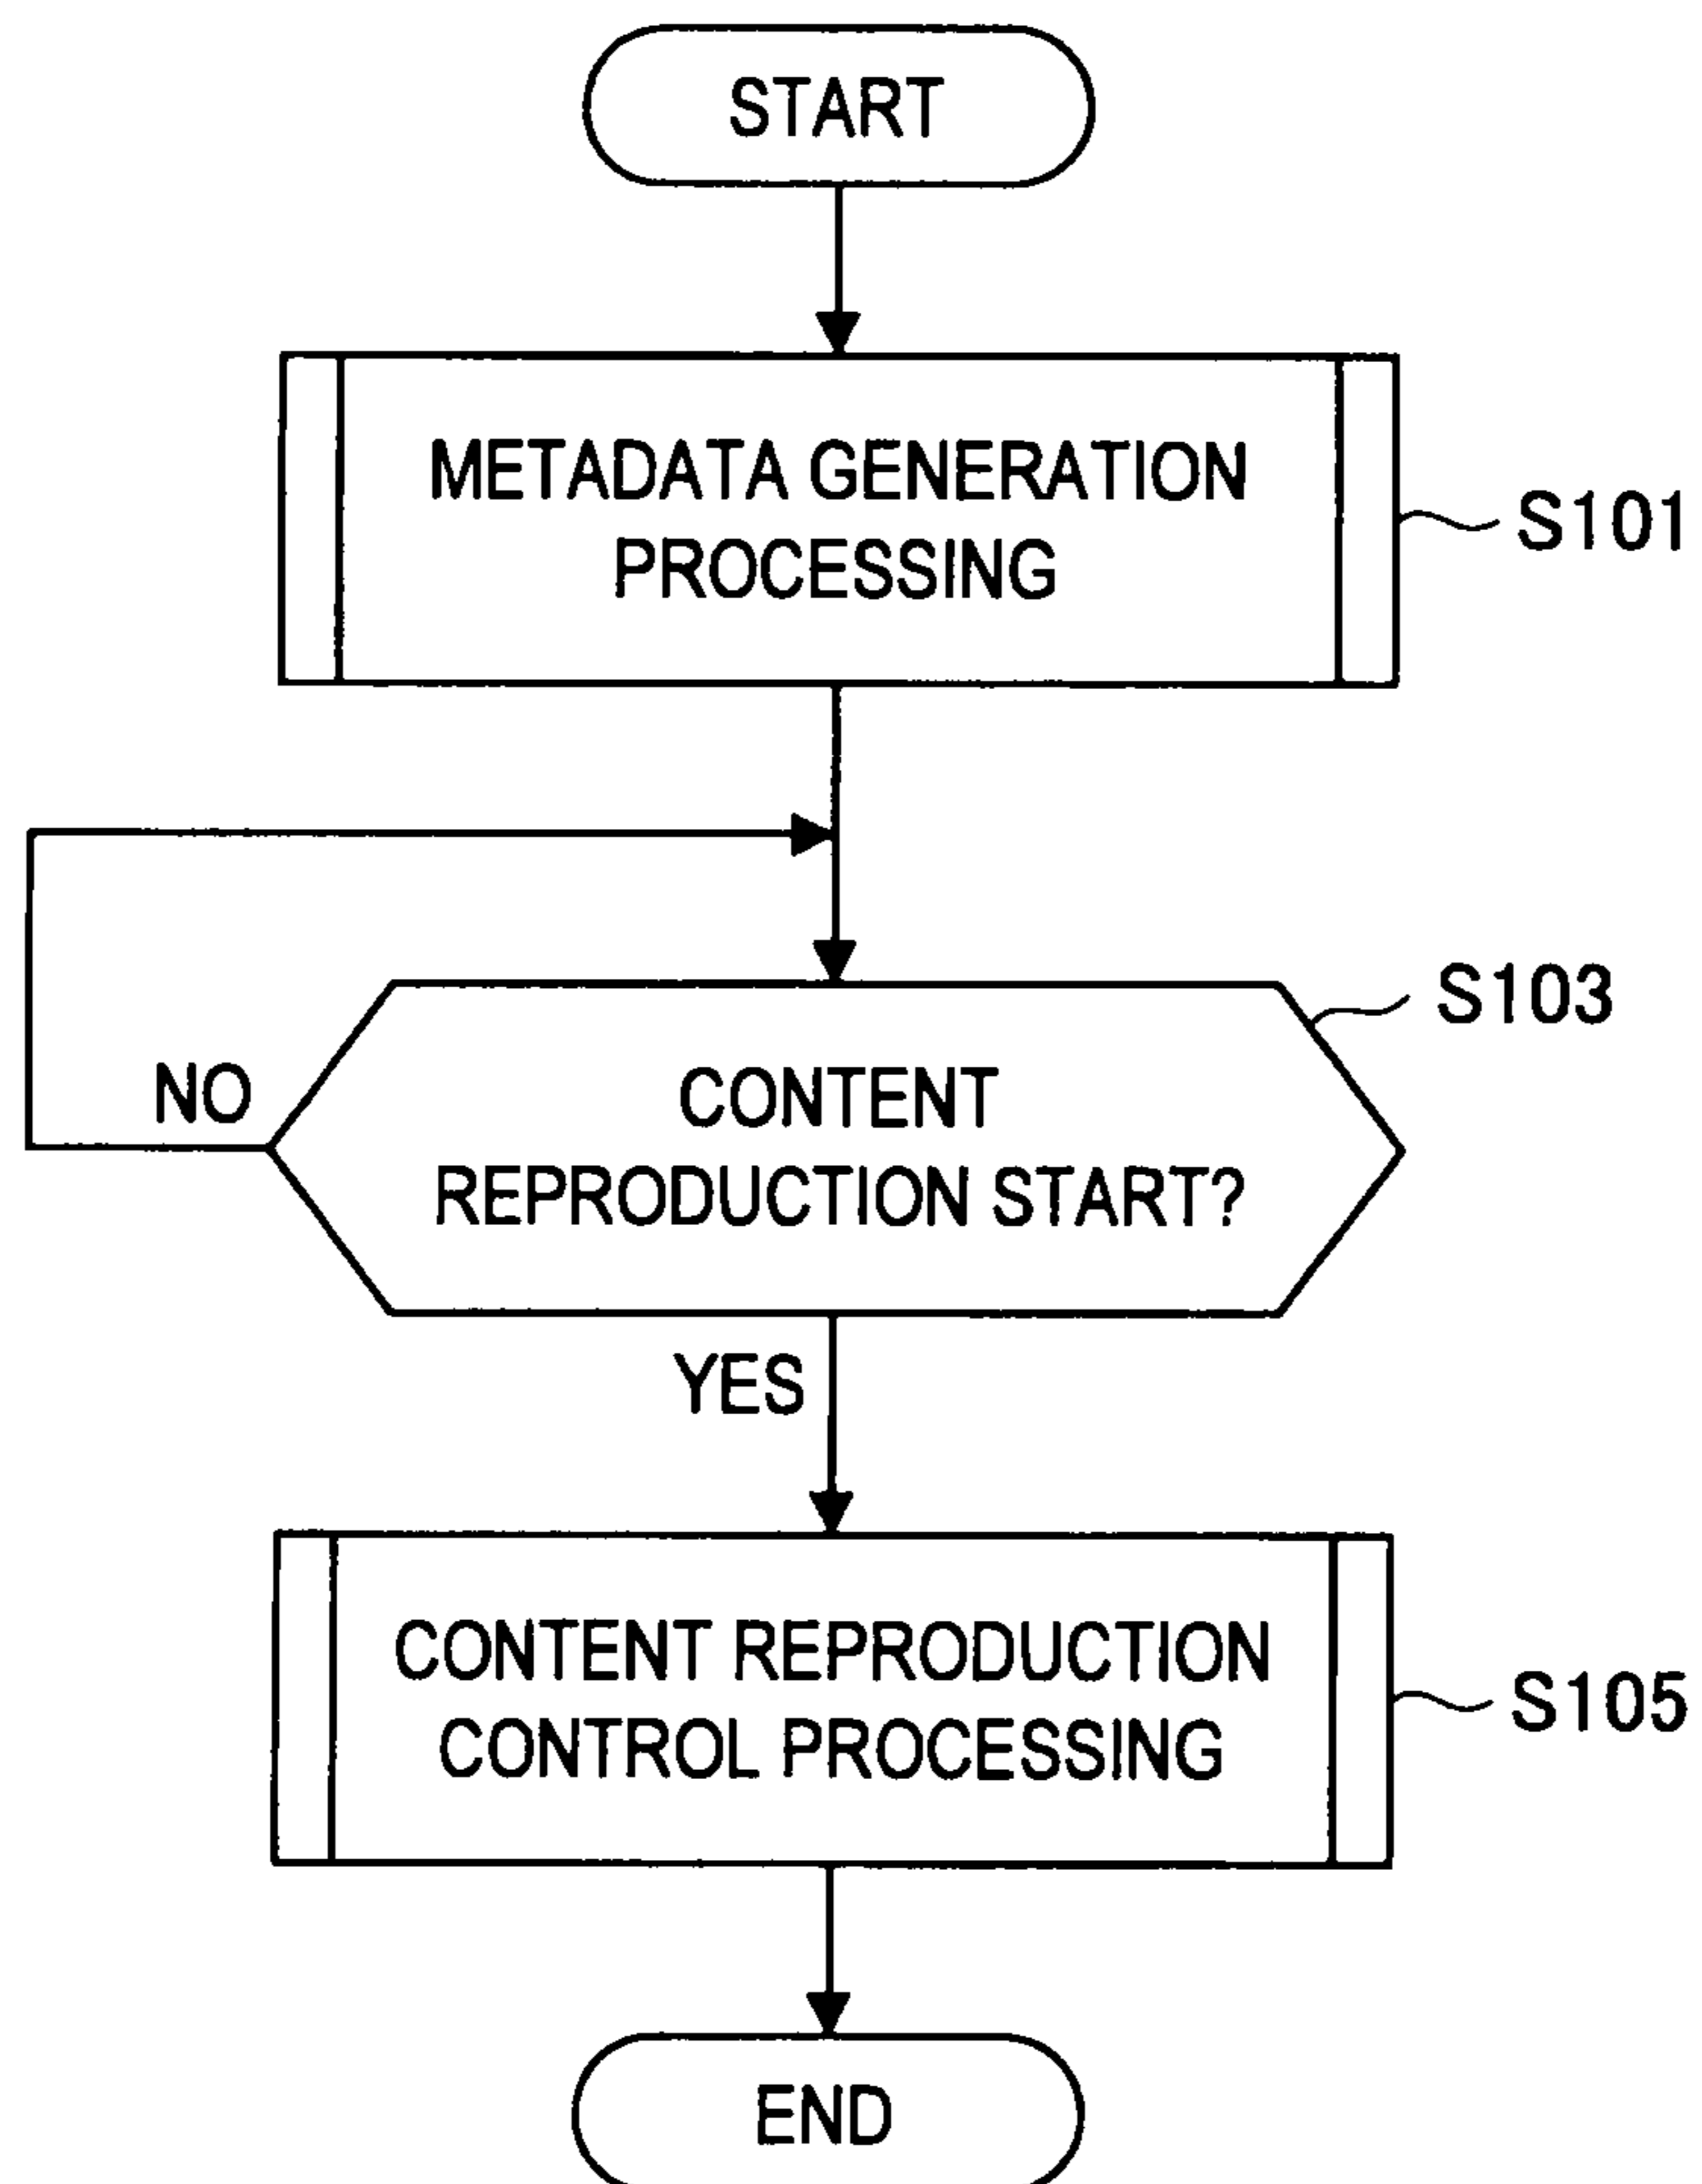 START
METADATA GENERATION
PROCESSING
S101
S103
NO
CONTENT
REPRODUCTION START?
YES
CONTENT REPRODUCTION
CONTROL PROCESSING
S105
END